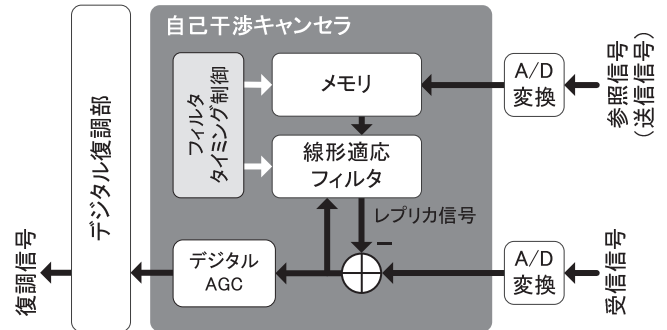 自己干渉キャンセラ
デジタル復調部
フィルタ
タイミング制御
メモリ
A/D
変換
参照信号
(送信信号)
線形適応
フィルタ
レプリカ信号
−
デジタル
AGC
A/D
変換
受信信号
復調信号